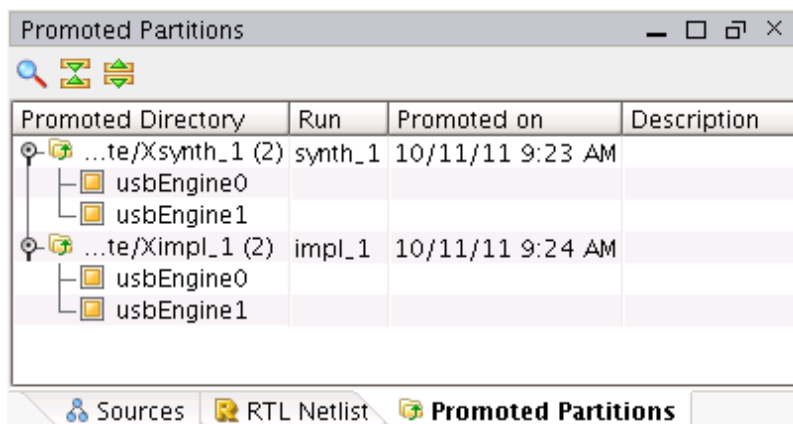 Promoted Partitions
Promoted Directory Run Promoted on Description
...te/Xsynth_1 (2) synth_1 10/11/11 9:23 AM
usbEngine0
usbEngine1
...te/Ximpl_1 (2) impl_1 10/11/11 9:24 AM
usbEngine0
usbEngine1
Sources RTL Netlist Promoted Partitions